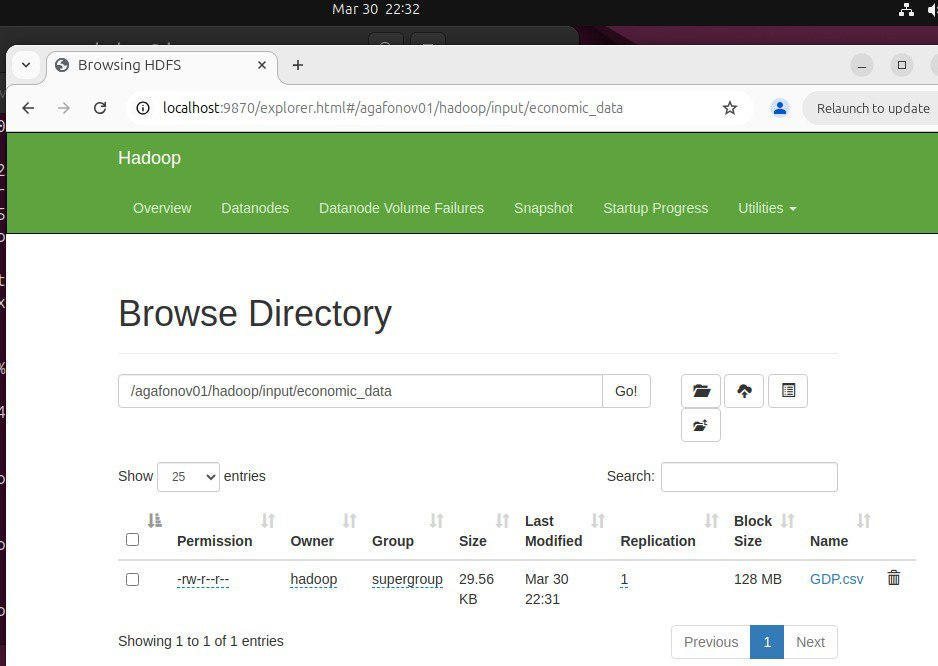 Mar 30 22:32
Browsing HDFS
localhost:9870/explorer.html#/agafonov01/hadoop/input/economic_data
Relaunch to update
Hadoop
Overview Datanodes Datanode Volume Failures Snapshot Startup Progress Utilities
Browse Directory
/agafonov01/hadoop/input/economic_data Go!
Show 25 entries Search:
Permission Owner Group Size Last Modified Replication Block Size Name
-rw-r--r-- hadoop supergroup 29.56 KB Mar 30 22:31 1 128 MB GDP.csv
Showing 1 to 1 of 1 entries Previous 1 Next